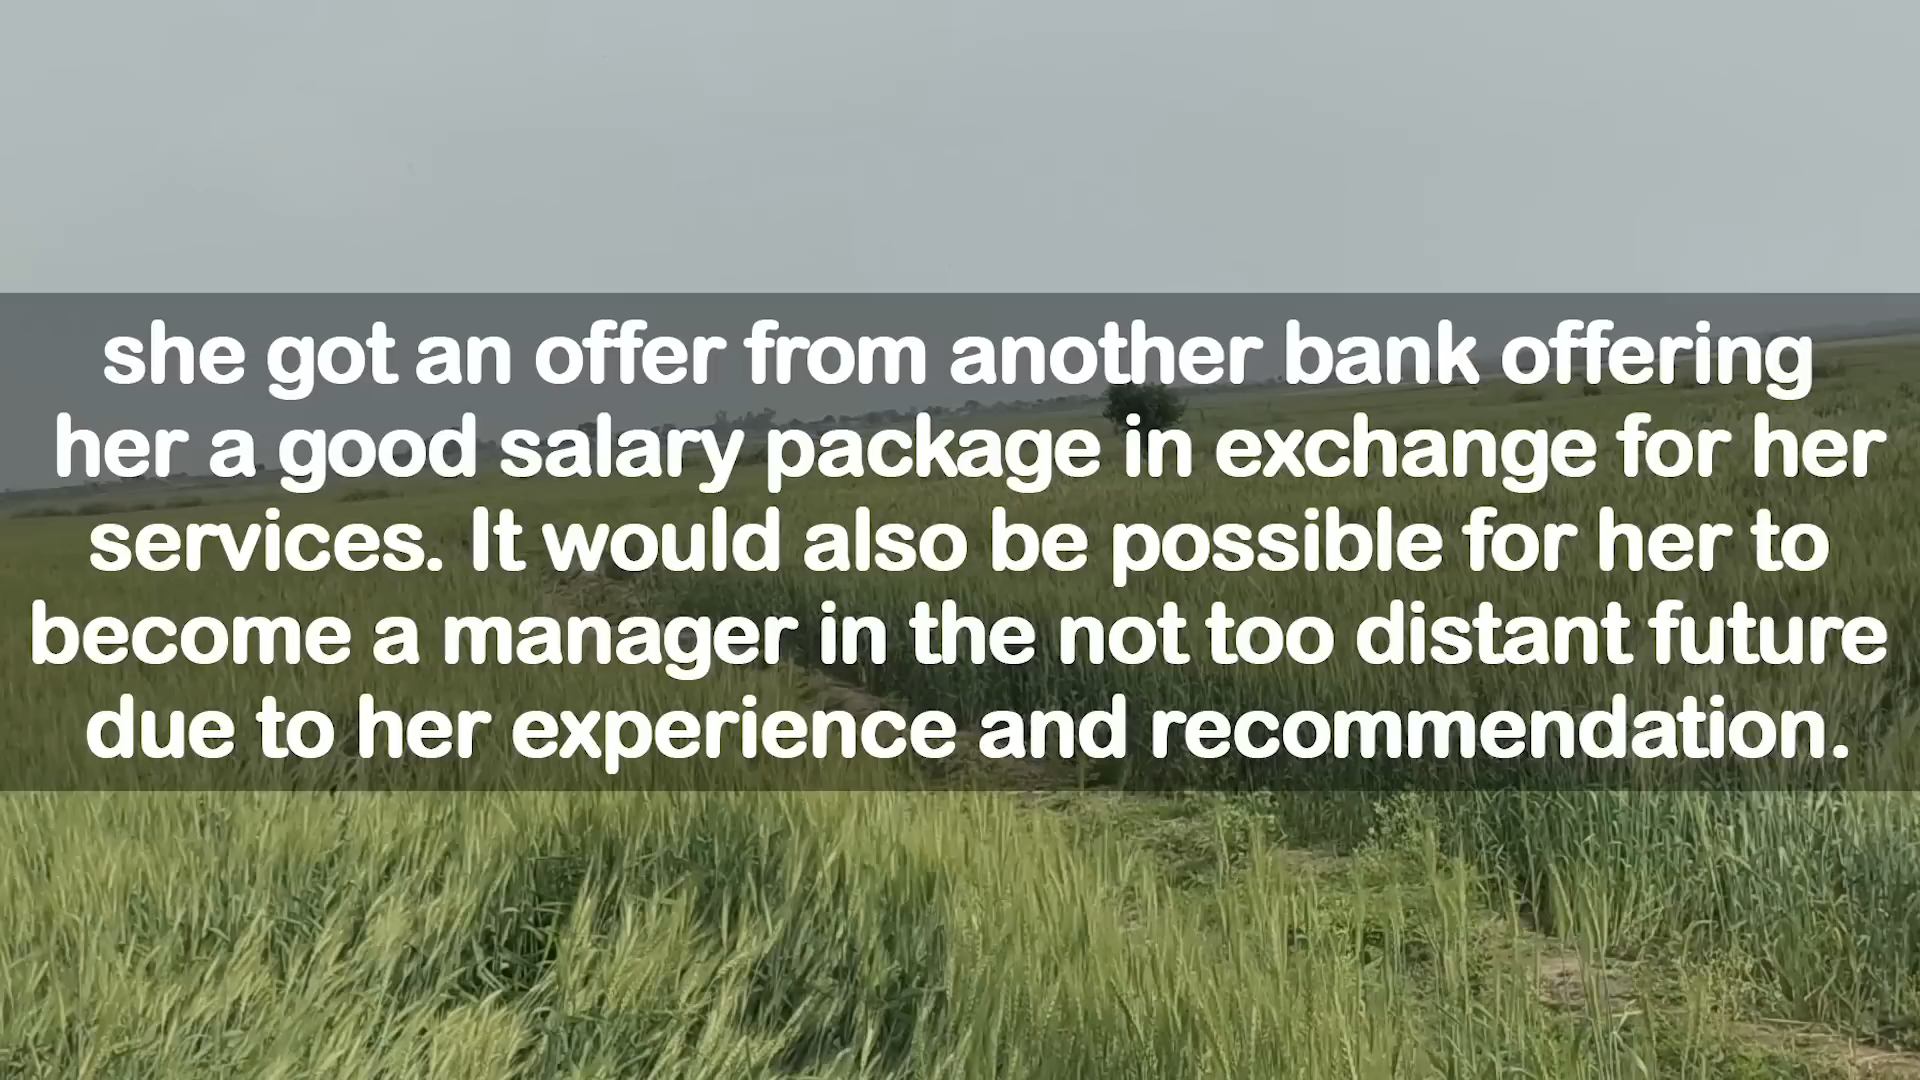 she got an offer from another bank offering
her a good salary package in exchange for her
services. It would also be possible for her to
become a manager in the not too distant future
due to her experience and recommendation.